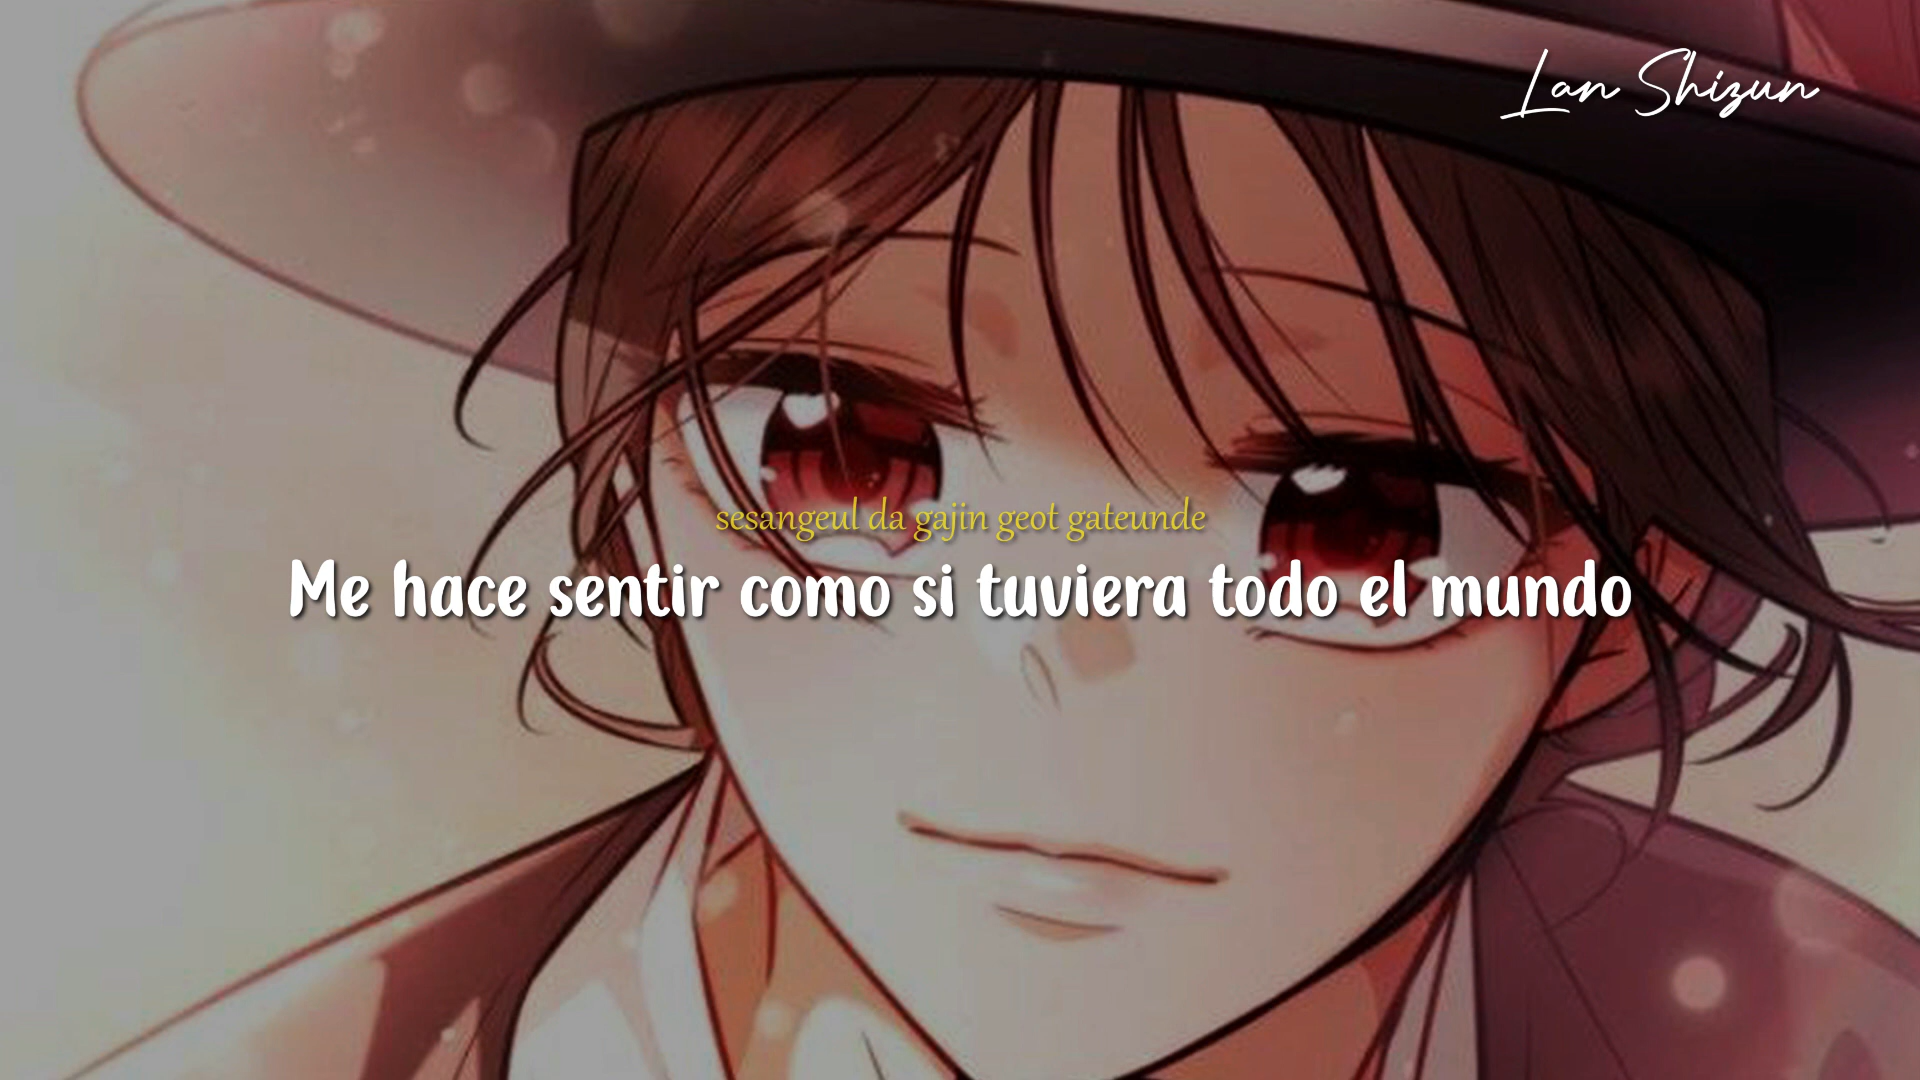 Lan Shizun
sesangeul da gajin geot gateunde
Me hace sentir como si tuviera todo el mundo